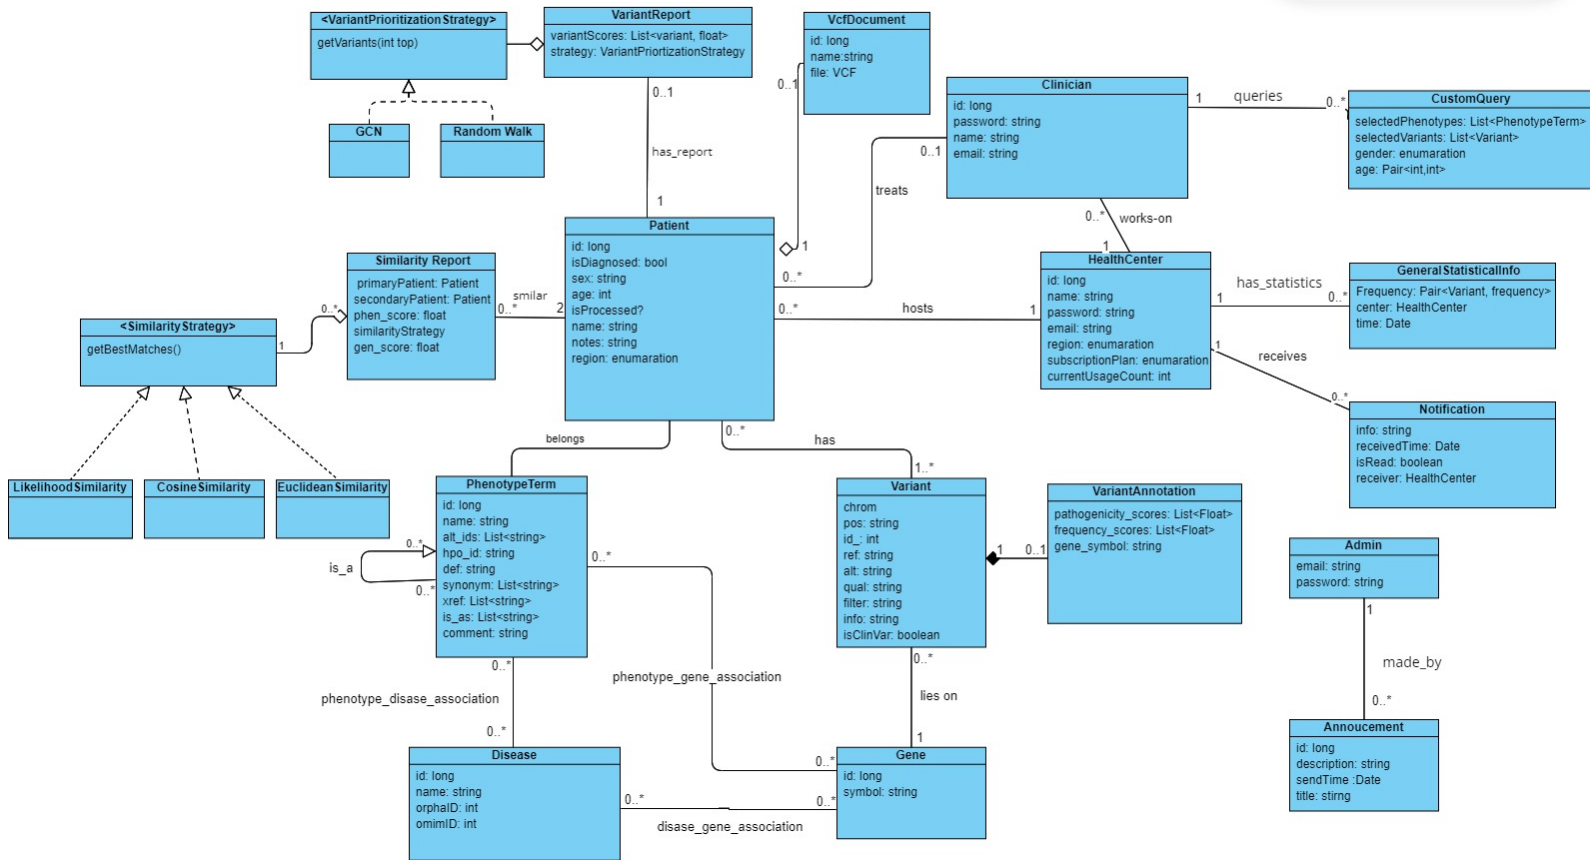 <VariantPrioritizationStrategy>
getVariants(int top)
VariantReport
variantScores: List<variant, float>
strategy: VariantPriortizationStrategy
VcfDocument
id: long
name:string
file: VCF
GCN
Random Walk
0..1
has_report
1
0..1
1
Clinician
id: long
password: string
name: string
email: string
1
queries
0..*
CustomQuery
selectedPhenotypes: List<PhenotypeTerm>
selectedVariants: List<Variant>
gender: enumaration
age: Pair<int,int>
0..1
treats
0..*
0..*
works-on
1
Patient
id: long
isDiagnosed: bool
sex: string
age: int
isProcessed?
name: string
notes: string
region: enumaration
0..*
hosts
1
HealthCenter
id: long
name: string
password: string
email: string
region: enumaration
subscriptionPlan: enumaration
currentUsageCount: int
1
has_statistics
0..*
GeneralStatisticalInfo
Frequency: Pair<Variant, frequency>
center: HealthCenter
time: Date
1
receives
0..*
Notification
info: string
receivedTime: Date
isRead: boolean
receiver: HealthCenter
Similarity Report
primaryPatient: Patient
secondaryPatient: Patient
phen_score: float
similarityStrategy
gen_score: float
smilar
0..*
2
0..*
1
<SimilarityStrategy>
getBestMatches()
LikelihoodSimilarity
CosineSimilarity
EuclideanSimilarity
belongs
0..*
has
1..*
PhenotypeTerm
id: long
name: string
alt_ids: List<string>
hpo_id: string
def: string
synonym: List<string>
xref: List<string>
is_as: List<string>
comment: string
0..*
is_a
0..*
0..*
Variant
chrom
pos: string
id_: int
ref: string
alt: string
qual: string
filter: string
info: string
isClinVar: boolean
1
0..1
VariantAnnotation
pathogenicity_scores: List<Float>
frequency_scores: List<Float>
gene_symbol: string
Admin
email: string
password: string
1
made_by
0..*
Annoucement
id: long
description: string
sendTime :Date
title: stirng
0..*
phenotype_disase_association
0..*
phenotype_gene_association
0..*
0..*
lies on
1
Disease
id: long
name: string
orphaID: int
omimID: int
0..*
disase_gene_association
0..*
Gene
id: long
symbol: string